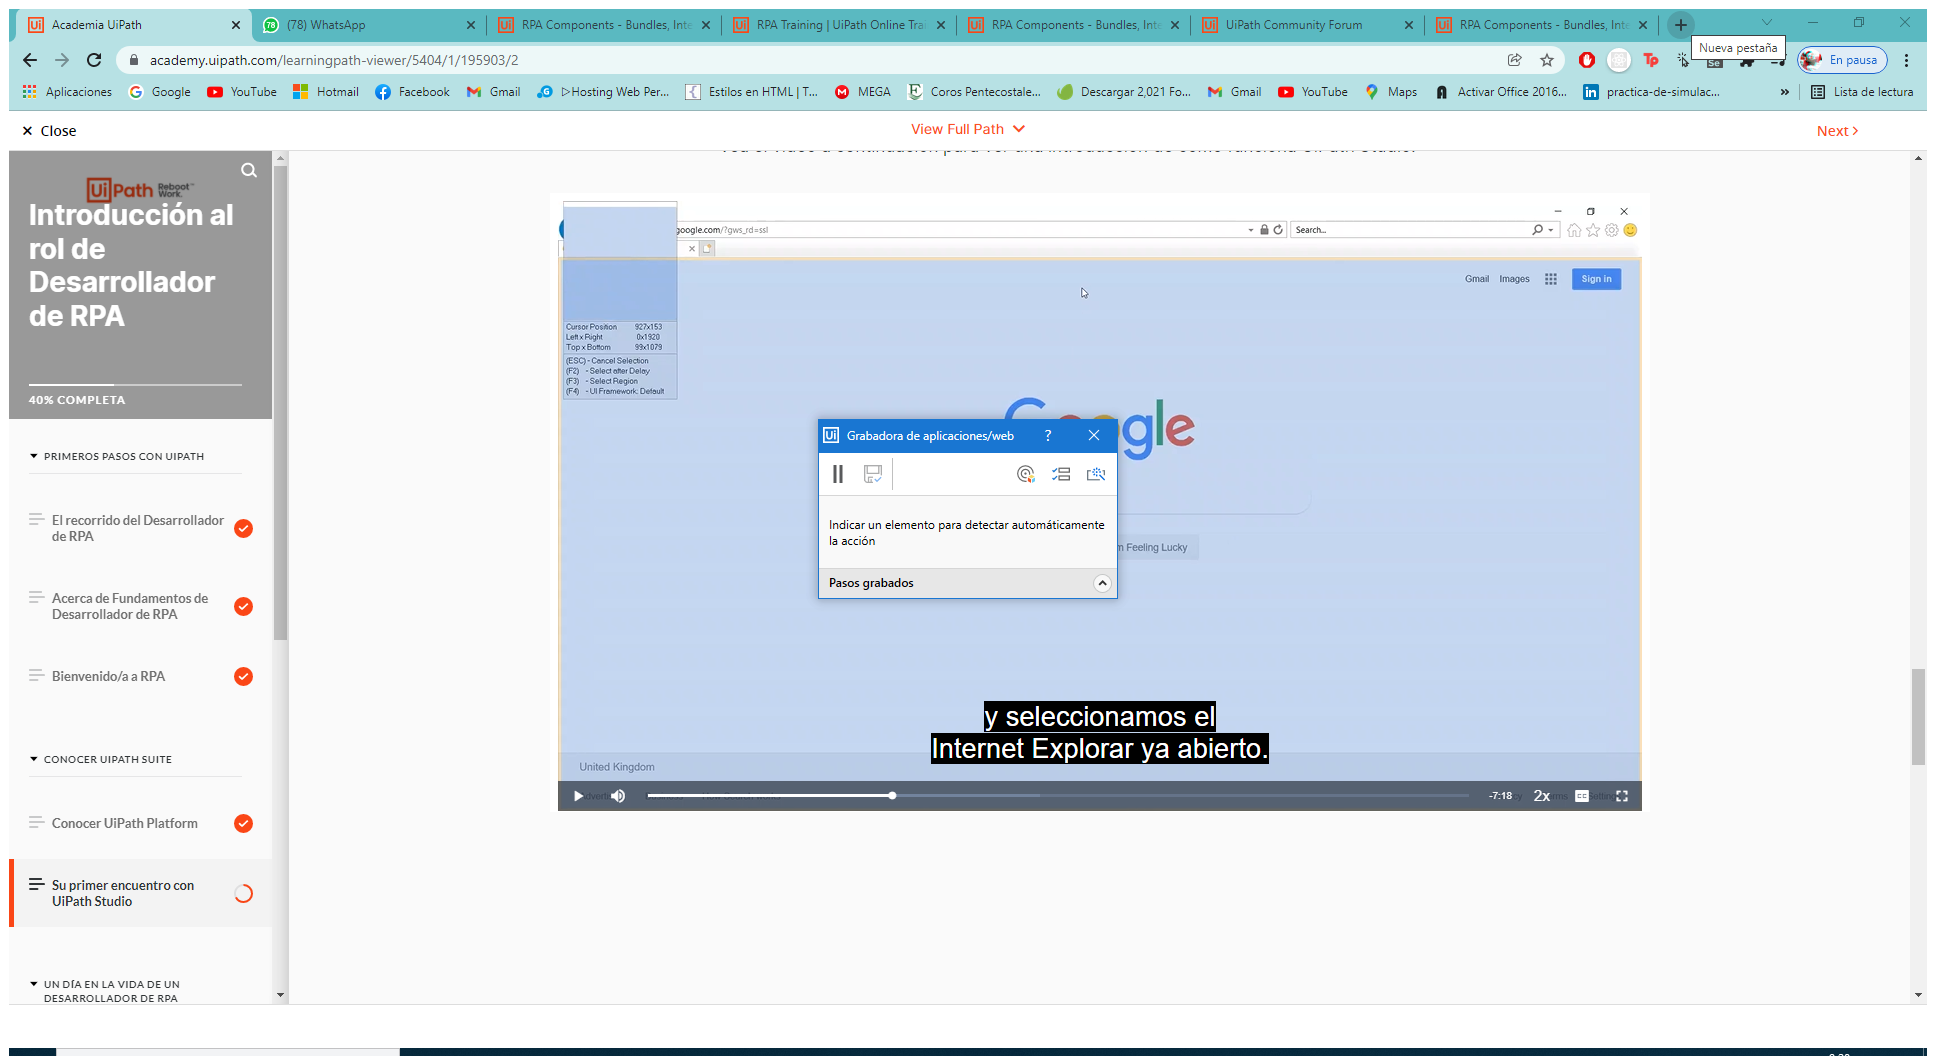 Academia UiPath
(78) WhatsApp
RPA Components - Bundles, Inte
RPA Training | UiPath Online Trai
RPA Components - Bundles, Inte
UiPath Community Forum
RPA Components - Bundles, Inte
Nueva pestaña
academy.uipath.com/learningpath-viewer/5404/1/195903/2
En pausa
Aplicaciones
Google
YouTube
Hotmail
Facebook
Gmail
▷Hosting Web Per...
Estilos en HTML | T...
MEGA
Coros Pentecostale...
Descargar 2,021 Fo...
Gmail
YouTube
Maps
Activar Office 2016...
practica-de-simulac...
»
Lista de lectura
× Close
View Full Path
Next
UiPath Reboot Work.
Introducción al
rol de
Desarrollador
de RPA
40% COMPLETA
PRIMEROS PASOS CON UIPATH
El recorrido del Desarrollador
de RPA
Acerca de Fundamentos de
Desarrollador de RPA
Bienvenido/a a RPA
CONOCER UIPATH SUITE
Conocer UiPath Platform
Su primer encuentro con
UiPath Studio
UN DÍA EN LA VIDA DE UN
DESARROLLADOR DE RPA
google.com/?gws_rd=ssl
Search...
Gmail Images Sign in
Cursor Position 927x153
Left x Right 0x1920
Top x Bottom 99x1079
(ESC) - Cancel Selection
(F2) - Select after Delay
(F3) - Select Region
(F4) - UI Framework: Default
Grabadora de aplicaciones/web ?
Indicar un elemento para detectar automáticamente
la acción
Pasos grabados
Feeling Lucky
y seleccionamos el
Internet Explorar ya abierto.
United Kingdom
-7:18
2x
CC